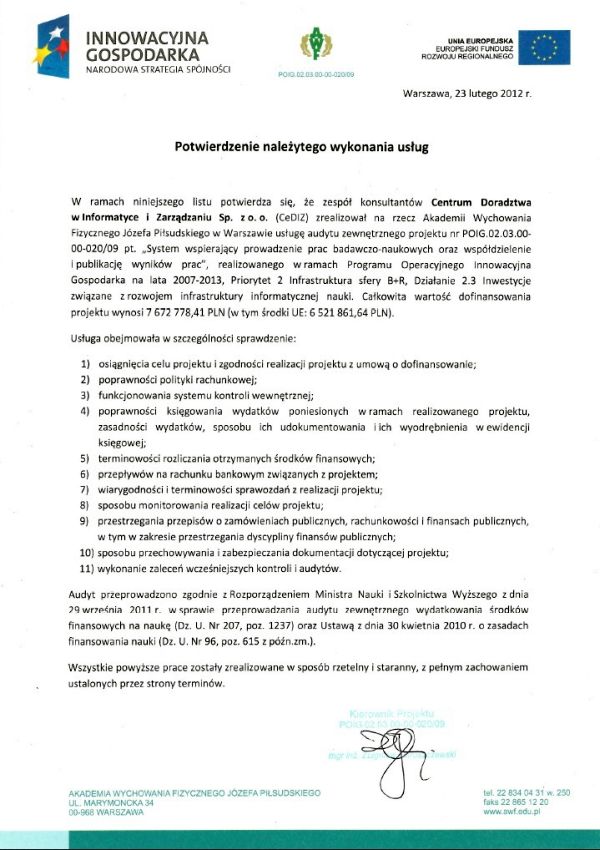 INNOWACYJNA
GOSPODARKA
NARODOWA STRATEGIA SPÓJNOŚCI
POIG.02.03.00-00-020/09
UNIA EUROPEJSKA
EUROPEJSKI FUNDUSZ
ROZWOJU REGIONALNEGO
Warszawa, 23 lutego 2012 r.
Potwierdzenie należytego wykonania usług
W ramach niniejszego listu potwierdza się, że zespół konsultantów Centrum Doradztwa
w Informatyce i Zarządzaniu Sp. z o. o. (CeDIZ) zrealizował na rzecz Akademii Wychowania
Fizycznego Józefa Piłsudskiego w Warszawie usługę audytu zewnętrznego projektu nr POIG.02.03.00-
00-020/09 pt. „System wspierający prowadzenie prac badawczo-naukowych oraz współdzielenie
i publikację wyników prac", realizowanego w ramach Programu Operacyjnego Innowacyjna
Gospodarka na lata 2007-2013, Priorytet 2 Infrastruktura sfery B+R, Działanie 2.3 Inwestycje
związane z rozwojem infrastruktury informatycznej nauki. Całkowita wartość dofinansowania
projektu wynosi 7 672 778,41 PLN (w tym środki UE: 6 521 861,64 PLN).
Usługa obejmowała w szczególności sprawdzenie:
1) osiągnięcia celu projektu i zgodności realizacji projektu z umową o dofinansowanie;
2) poprawności polityki rachunkowej;
3) funkcjonowania systemu kontroli wewnętrznej;
4) poprawności księgowania wydatków poniesionych w ramach realizowanego projektu,
zasadności wydatków, sposobu ich udokumentowania i ich wyodrębnienia w ewidencji
księgowej;
5) terminowości rozliczania otrzymanych środków finansowych;
6) przepływów na rachunku bankowym związanych z projektem;
7) wiarygodności i terminowości sprawozdań z realizacji projektu;
8) sposobu monitorowania realizacji celów projektu;
9) przestrzegania przepisów o zamówieniach publicznych, rachunkowości i finansach publicznych,
w tym w zakresie przestrzegania dyscypliny finansów publicznych;
10) sposobu przechowywania i zabezpieczania dokumentacji dotyczącej projektu;
11) wykonanie zaleceń wcześniejszych kontroli i audytów.
Audyt przeprowadzono zgodnie z Rozporządzeniem Ministra Nauki i Szkolnictwa Wyższego z dnia
29 września 2011 r. w sprawie przeprowadzania audytu zewnętrznego wydatkowania środków
finansowych na naukę (Dz. U. Nr 207, poz. 1237) oraz Ustawą z dnia 30 kwietnia 2010 r. o zasadach
finansowania nauki (Dz. U. Nr 96, poz. 615 z późn.zm.).
Wszystkie powyższe prace zostały zrealizowane w sposób rzetelny i staranny, z pełnym zachowaniem
ustalonych przez strony terminów.
Kierownik Projektu
POIG.02.03.00-00-020/09
mgr inż.
AKADEMIA WYCHOWANIA FIZYCZNEGO JÓZEFA PIŁSUDSKIEGO
UL. MARYMONCKA 34
00-968 WARSZAWA
tel. 22 834 04 31 w. 250
faks 22 865 12 20
www.awf.edu.pl